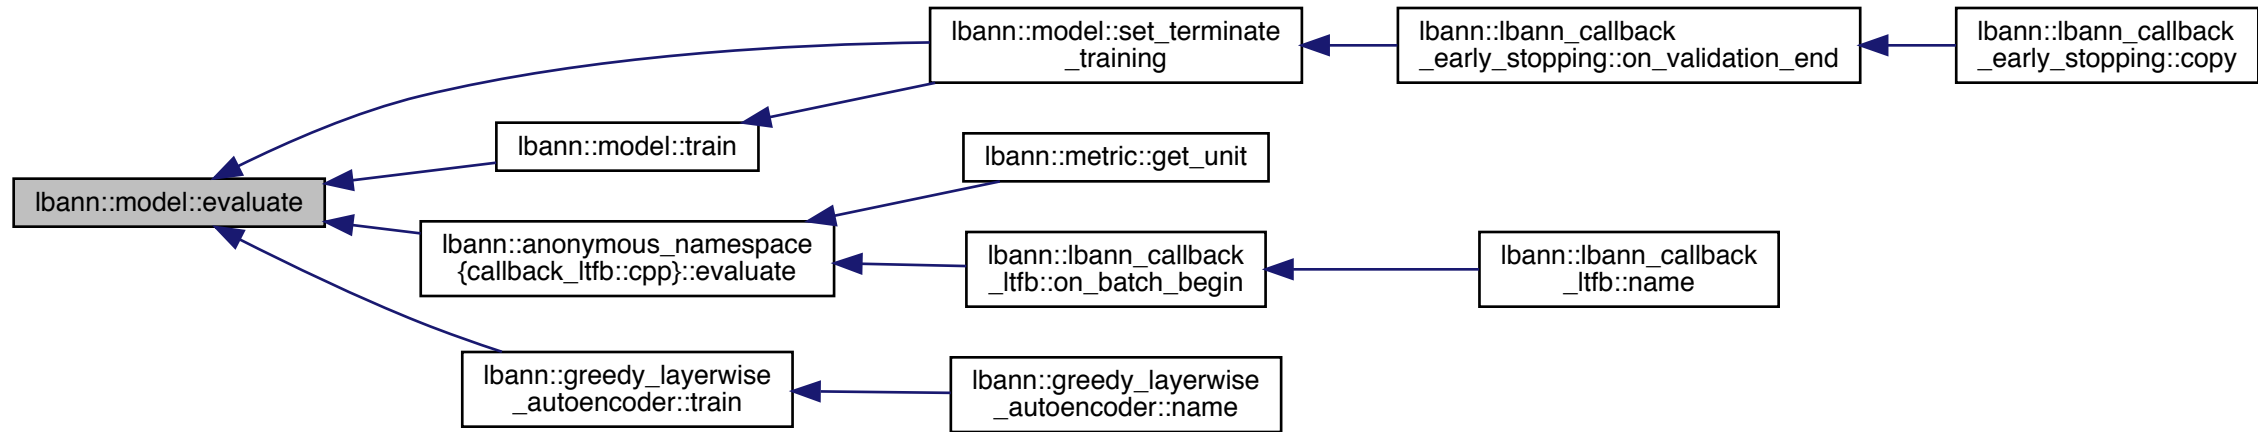 lbann::model::set_terminate
_training
lbann::lbann_callback
_early_stopping::on_validation_end
lbann::lbann_callback
_early_stopping::copy
lbann::model::train
lbann::metric::get_unit
lbann::model::evaluate
lbann::anonymous_namespace
{callback_ltfb::cpp}::evaluate
lbann::lbann_callback
_ltfb::on_batch_begin
lbann::lbann_callback
_ltfb::name
lbann::greedy_layerwise
_autoencoder::train
lbann::greedy_layerwise
_autoencoder::name